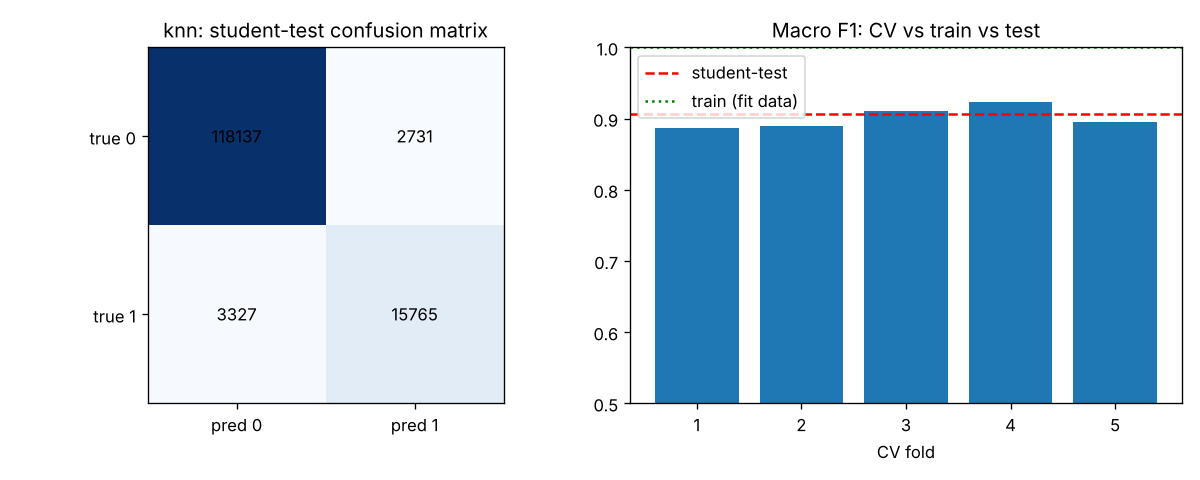 knn: student-test confusion matrix
true 0
118137
2731
true 1
3327
15765
pred 0
pred 1
Macro F1: CV vs train vs test
student-test
train (fit data)
1.0
0.9
0.8
0.7
0.6
0.5
1
2
3
4
5
CV fold